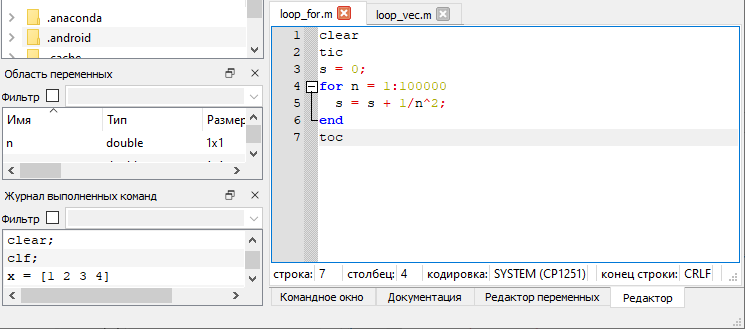 .anaconda
.android
.cache
Область переменных
Фильтр
Имя Тип Размер
n double 1x1
Журнал выполненных команд
Фильтр
clear;
clf;
x = [1 2 3 4]
loop_for.m loop_vec.m
1 clear
2 tic
3 s = 0;
4 for n = 1:100000
5 s = s + 1/n^2;
6 end
7 toc
строка: 7 столбец: 4 кодировка: SYSTEM (CP1251) конец строки: CRLF
Командное окно Документация Редактор переменных Редактор